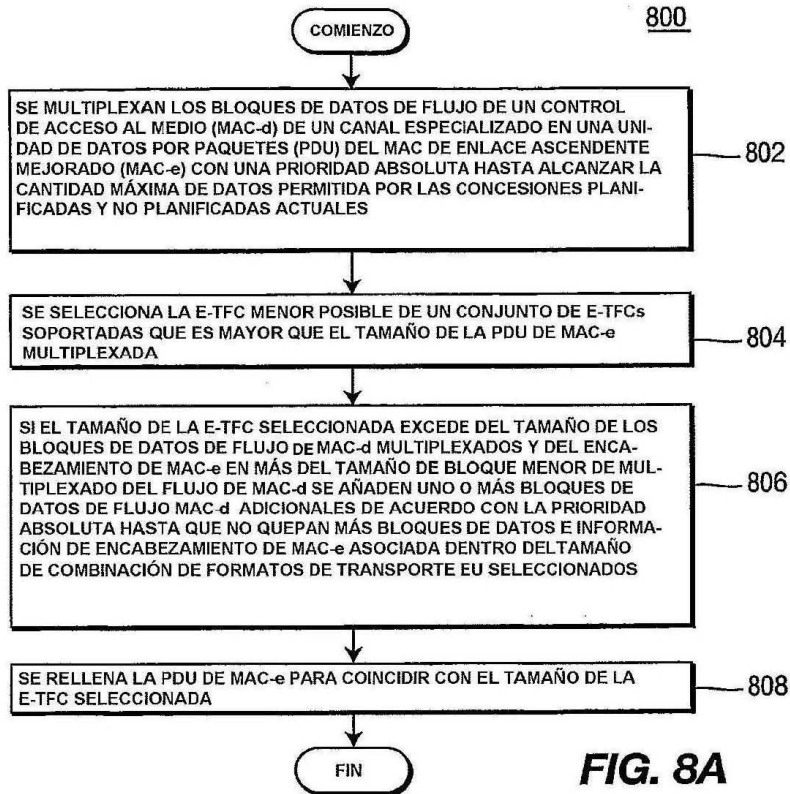 800
COMIENZO
SE MULTIPLEXAN LOS BLOQUES DE DATOS DE FLUJO DE UN CONTROL
DE ACCESO AL MEDIO (MAC-d) DE UN CANAL ESPECIALIZADO EN UNA UNI-
DAD DE DATOS POR PAQUETES (PDU) DEL MAC DE ENLACE ASCENDENTE
MEJORADO (MAC-e) CON UNA PRIORIDAD ABSOLUTA HASTA ALCANZAR LA
CANTIDAD MÁXIMA DE DATOS PERMITIDA POR LAS CONCESIONES PLANI-
FICADAS Y NO PLANIFICADAS ACTUALES
802
SE SELECCIONA LA E-TFC MENOR POSIBLE DE UN CONJUNTO DE E-TFCs
SOPORTADAS QUE ES MAYOR QUE EL TAMAÑO DE LA PDU DE MAC-e
MULTIPLEXADA
804
SI EL TAMAÑO DE LA E-TFC SELECCIONADA EXCEDE DEL TAMAÑO DE LOS
BLOQUES DE DATOS DE FLUJO DE MAC-d MULTIPLEXADOS Y DEL ENCA-
BEZAMIENTO DE MAC-e EN MÁS DEL TAMAÑO DE BLOQUE MENOR DE MUL-
TIPLEXADO DEL FLUJO DE MAC-d SE AÑADEN UNO O MÁS BLOQUES DE
DATOS DE FLUJO MAC-d ADICIONALES DE ACUERDO CON LA PRIORIDAD
ABSOLUTA HASTA QUE NO QUEPAN MÁS BLOQUES DE DATOS E INFORMA-
CIÓN DE ENCABEZAMIENTO DE MAC-e ASOCIADA DENTRO DELTAMAÑO
DE COMBINACIÓN DE FORMATOS DE TRANSPORTE EU SELECCIONADOS
806
SE RELLENA LA PDU DE MAC-e PARA COINCIDIR CON EL TAMAÑO DE LA
E-TFC SELECCIONADA
808
FIN
FIG. 8A